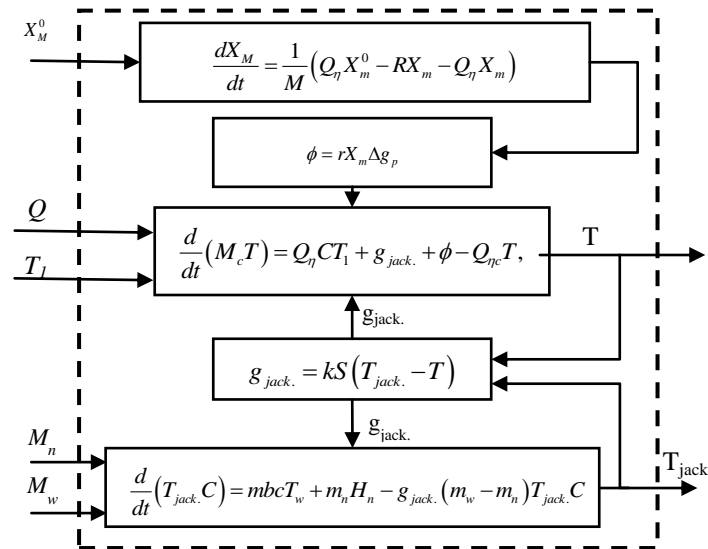 X_M^0
dX_M/dt = 1/M (Q_η X_m^0 − RX_m − Q_η X_m)
ϕ = rX_m Δg_p
Q
T_1
d/dt (M_c T) = Q_η CT_1 + g_jack. + ϕ − Q_ηc T,
T
g_jack.
g_jack. = kS(T_jack. − T)
g_jack.
M_n
M_w
d/dt (T_jack. C) = mbcT_w + m_n H_n − g_jack. (m_w − m_n) T_jack. C
T_jack